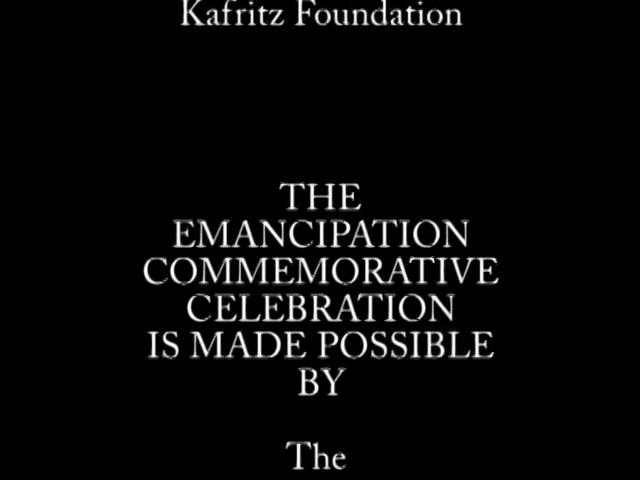 Kafritz Foundation
THE
EMANCIPATION
COMMEMORATIVE
CELEBRATION
IS MADE POSSIBLE
BY
The